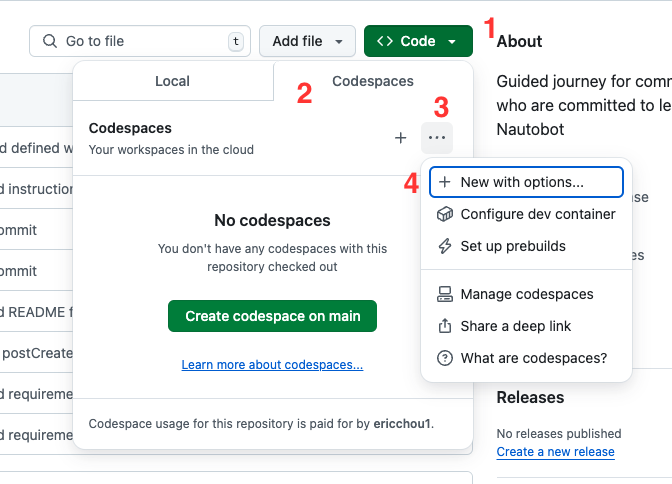 Go to file
t
Add file
Code
1
About
Local
Codespaces
2
Guided journey for comm
who are committed to le
Nautobot
3
Codespaces
Your workspaces in the cloud
4
New with options...
Configure dev container
Set up prebuilds
Manage codespaces
Share a deep link
What are codespaces?
No codespaces
You don't have any codespaces with this
repository checked out
Create codespace on main
Learn more about codespaces...
Codespace usage for this repository is paid for by ericchou1.
d defined w
d instruction
ommit
ommit
d README f
postCreate
d requireme
d requireme
nse
es
Releases
No releases published
Create a new release